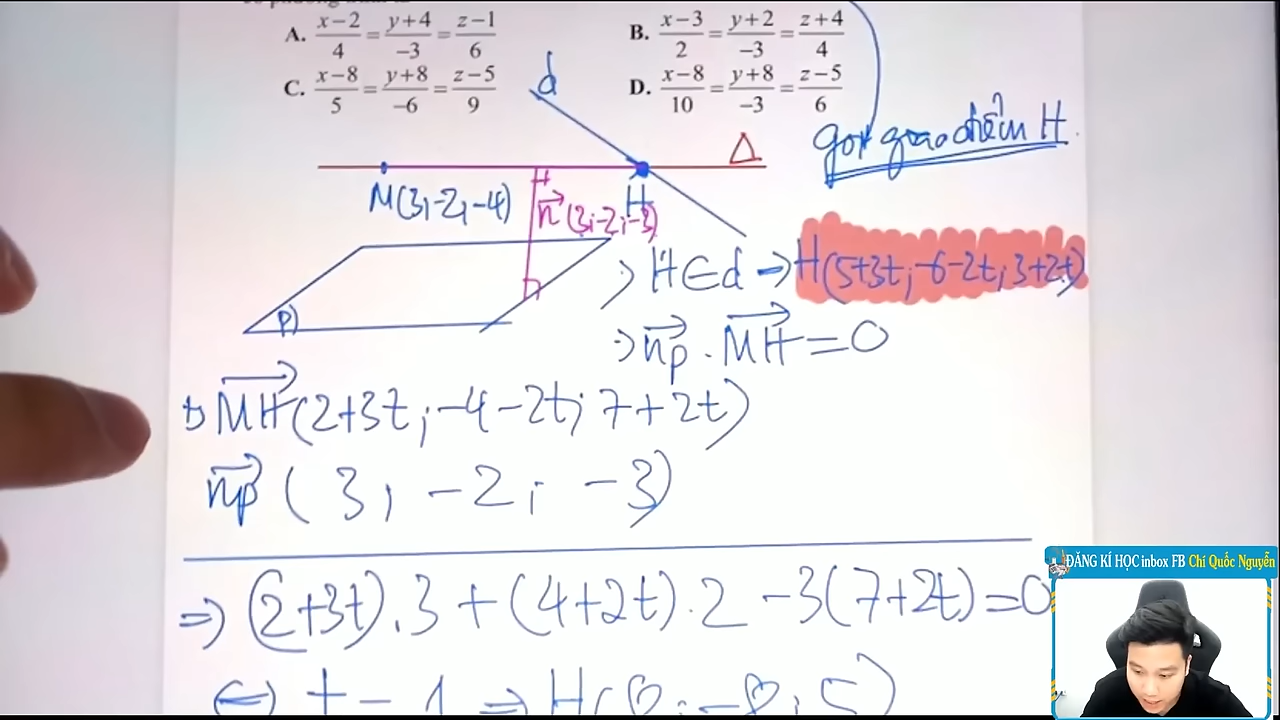 A. x−2/4 = y+4/−3 = z−1/6
B. x−3/2 = y+2/−3 = z+4/4
C. x−8/5 = y+8/−6 = z−5/9
D. x−8/10 = y+8/−3 = z−5/6
d
gọi giao điểm H
Δ
M(3;-2;-4)
H
n⃗ (3;-2;-3)
H∈d → H(5+3t; -6-2t; 3+2t)
P)
n⃗p . M⃗H = 0
MH⃗(2+3t; -4-2t; 7+2t)
n⃗p ( 3; -2; -3)
⇒ (2+3t).3 + (4+2t).2 -3(7+2t)=0
ĐĂNG KÍ HỌC inbox FB Chí Quốc Nguyễn